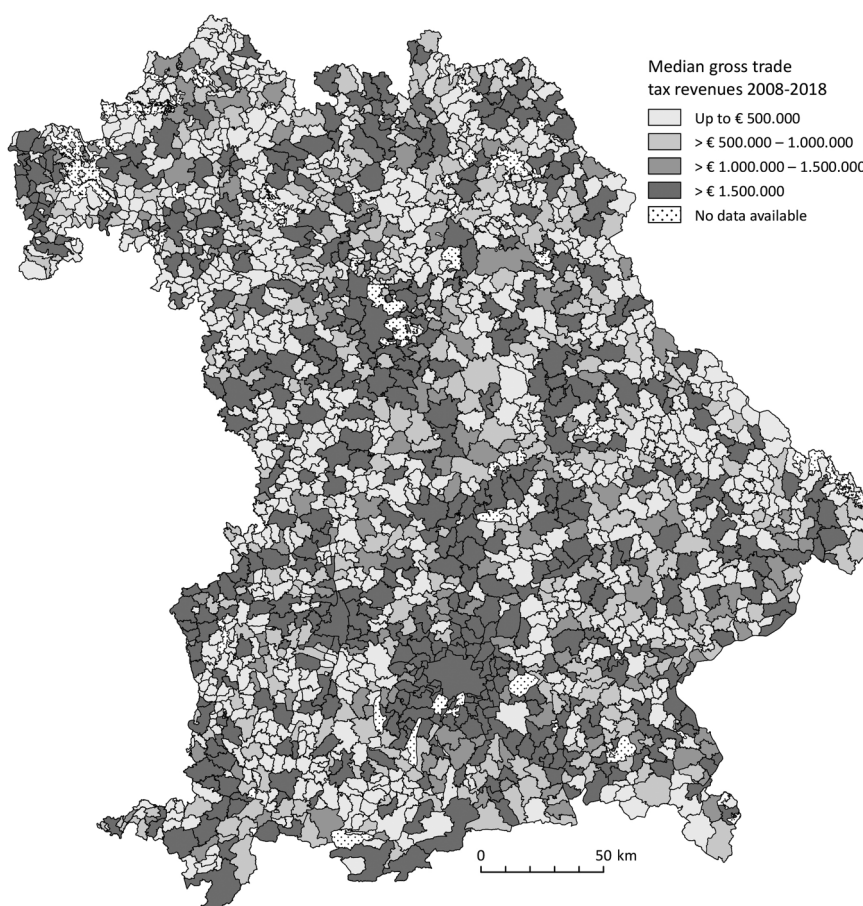 Median gross trade
tax revenues 2008-2018
Up to € 500.000
> € 500.000 – 1.000.000
> € 1.000.000 – 1.500.000
> € 1.500.000
No data available
0 50 km